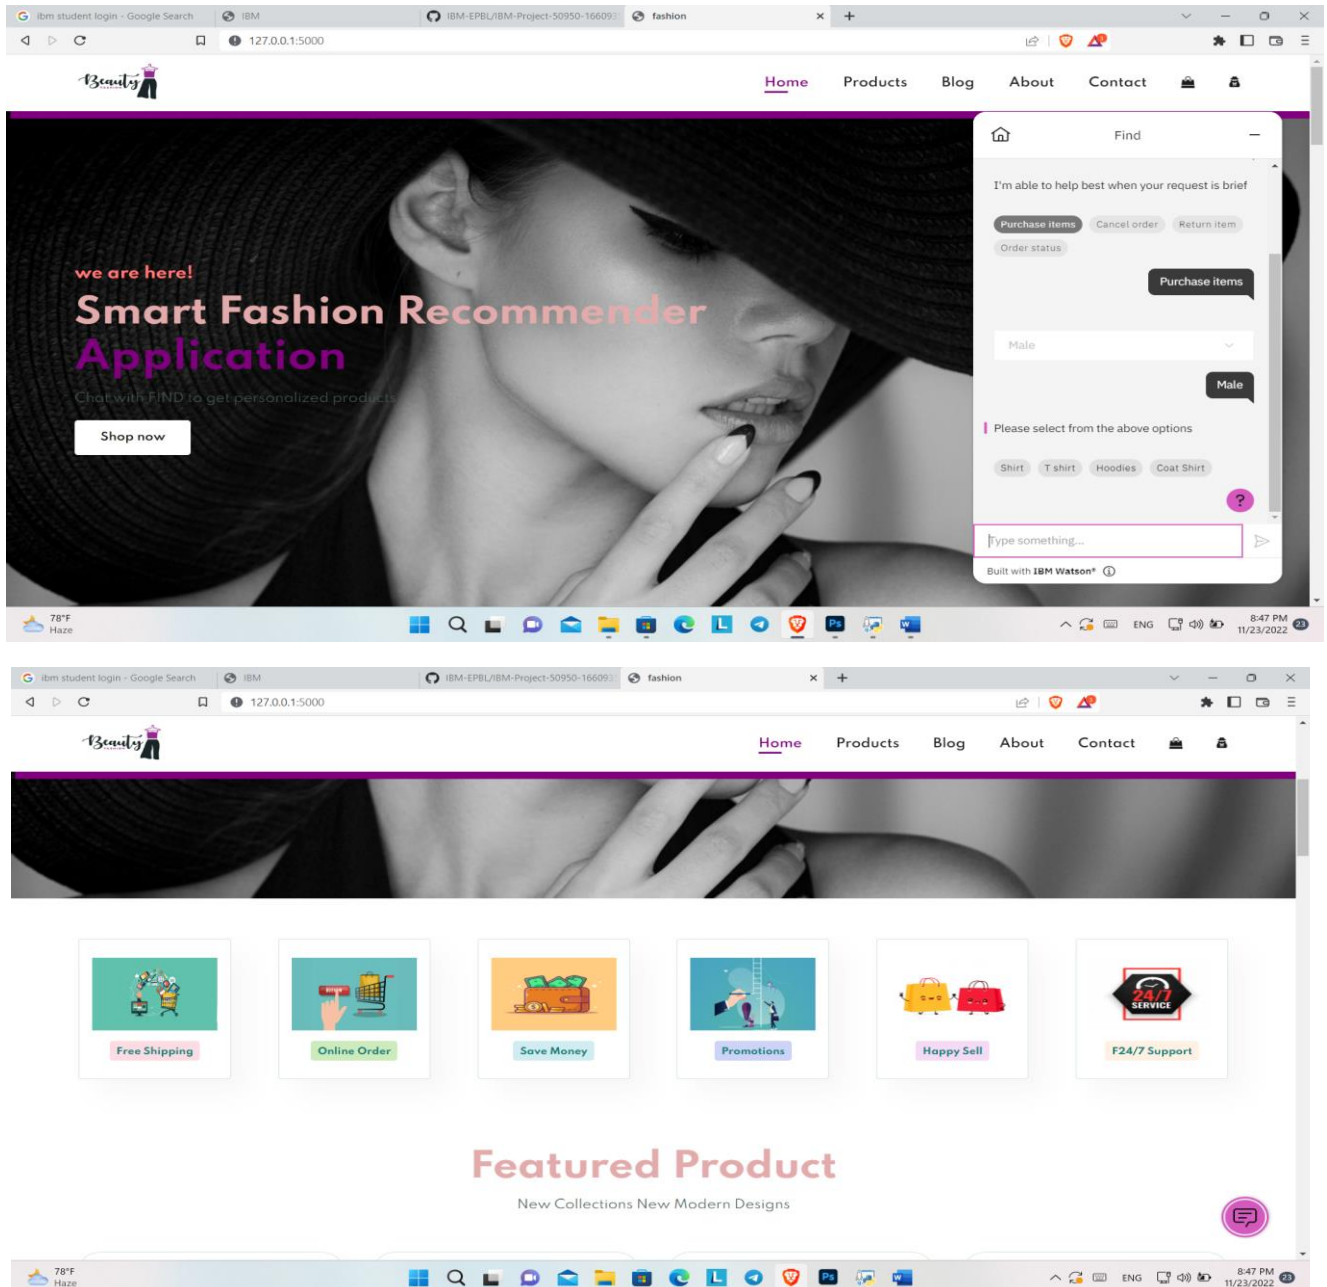 ibm student login - Google Search IBM IBM-EPBL/IBM-Project-50950-166093 fashion
127.0.0.1:5000
Beauty Home Products Blog About Contact
Find
I'm able to help best when your request is brief
Purchase items Cancel order Return item
Order status
Purchase items
Male
Male
Please select from the above options
Shirt T shirt Hoodies Coat Shirt
?
Type something...
Built with IBM Watson®
we are here!
Smart Fashion Recommender
Application
Chat with FIND to get personalized products
Shop now
78°F
Haze
L Ps W
ENG
8:47 PM
11/23/2022 23
ibm student login - Google Search IBM IBM-EPBL/IBM-Project-50950-166093 fashion
127.0.0.1:5000
Beauty Home Products Blog About Contact
24/7
SERVICE
Free Shipping Online Order Save Money Promotions Happy Sell F24/7 Support
Featured Product
New Collections New Modern Designs
78°F
Haze
L Ps W
ENG
8:47 PM
11/23/2022 23